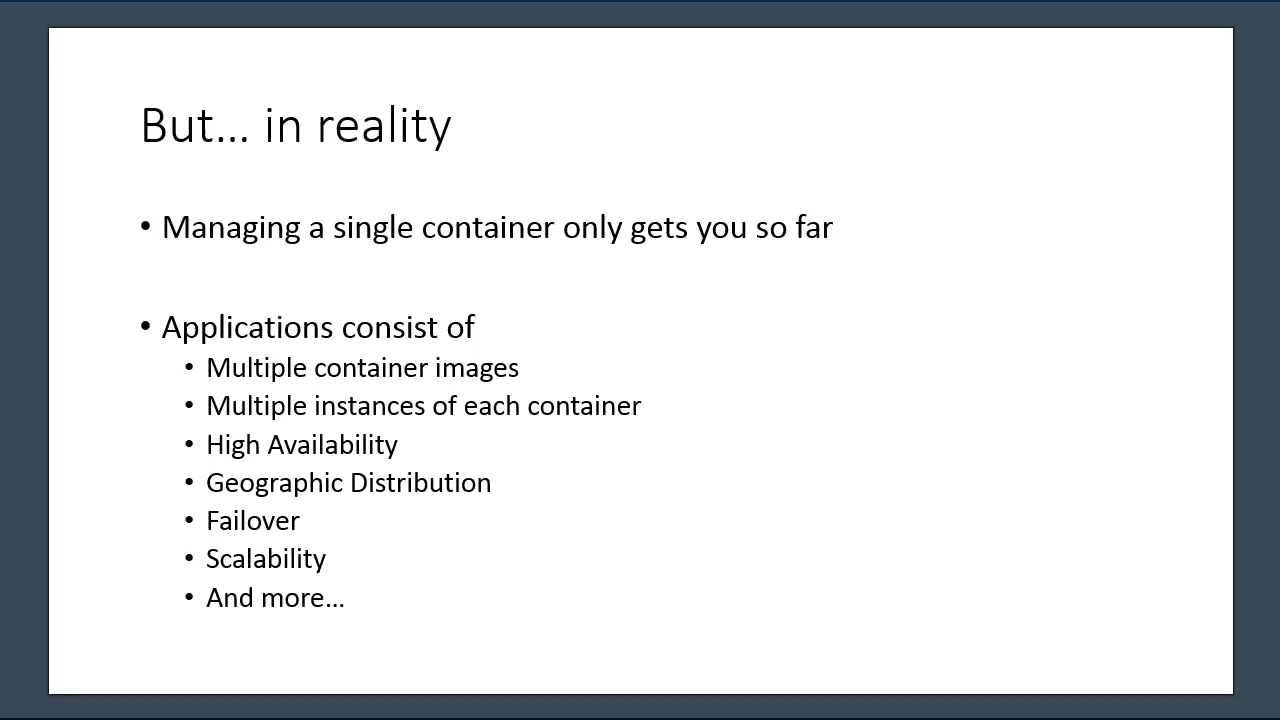 But... in reality
• Managing a single container only gets you so far
• Applications consist of
• Multiple container images
• Multiple instances of each container
• High Availability
• Geographic Distribution
• Failover
• Scalability
• And more...